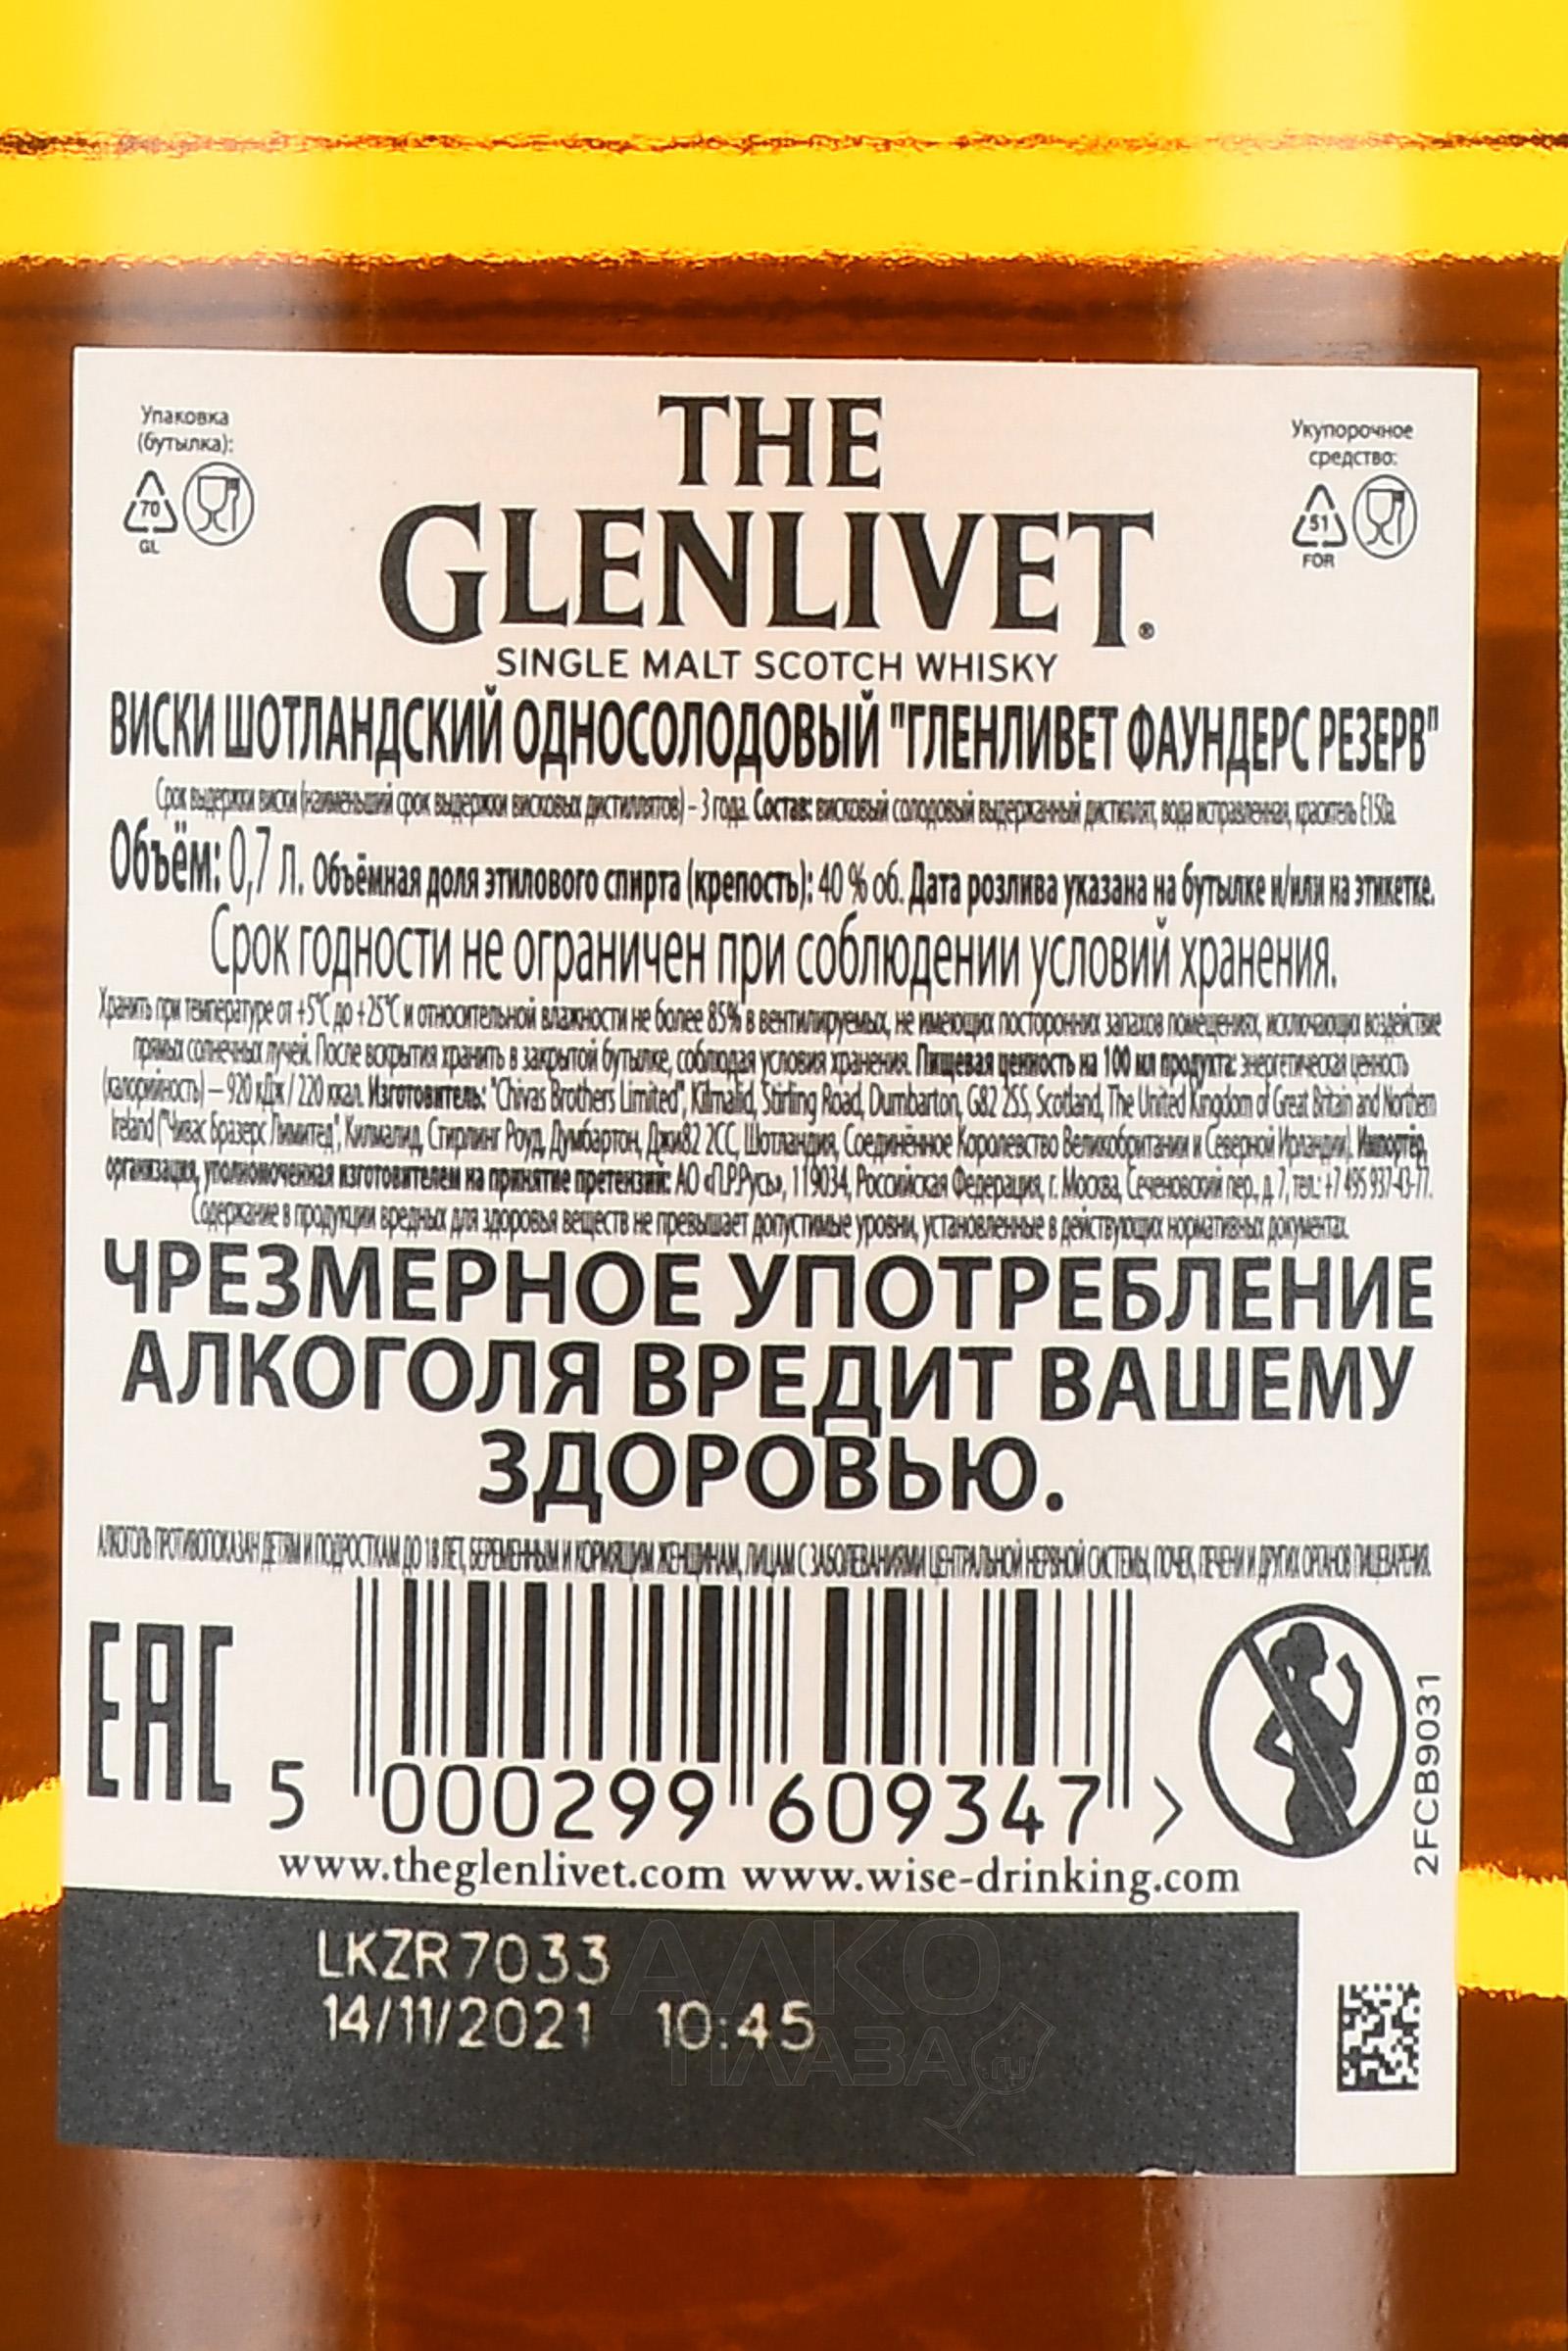 Упаковка
(бутылка):
70
GL
Укупорочное
средство:
51
FOR
THE
GLENLIVET®
SINGLE MALT SCOTCH WHISKY
ВИСКИ ШОТЛАНДСКИЙ ОДНОСОЛОДОВЫЙ "ГЛЕНЛИВЕТ ФАУНДЕРС РЕЗЕРВ"
Срок выдержки виски (наименьший срок выдержки висковых дистиллятов) – 3 года. Состав: висковый солодовый выдержанный дистиллят, вода исправленная, краситель Е150а.
Объём: 0,7 л. Объёмная доля этилового спирта (крепость): 40 % об. Дата розлива указана на бутылке и/или на этикетке.
Срок годности не ограничен при соблюдении условий хранения.
Хранить при температуре от +5℃ до +25℃ и относительной влажности не более 85% в вентилируемых, не имеющих посторонних запахов помещениях, исключающих воздействие
прямых солнечных лучей. После вскрытия хранить в закрытой бутылке, соблюдая условия хранения. Пищевая ценность на 100 мл продукта: энергетическая ценность
(калорийность) — 920 кДж / 220 ккал. Изготовитель: "Chivas Brothers Limited", Kilmalid, Stirling Road, Dumbarton, G82 2SS, Scotland, The United Kingdom of Great Britain and Northern
Ireland ("Чивас Бразерс Лимитед", Килмалид, Стирлинг Роуд, Думбартон, Джи82 2СС, Шотландия, Соединённое Королевство Великобритании и Северной Ирландии). Импортёр,
организация, уполномоченная изготовителем на принятие претензий: АО «П.Р.Русь», 119034, Российская Федерация, г. Москва, Сеченовский пер., д. 7, тел.: +7 495 937-43-77.
Содержание в продукции вредных для здоровья веществ не превышает допустимые уровни, установленные в действующих нормативных документах.
ЧРЕЗМЕРНОЕ УПОТРЕБЛЕНИЕ
АЛКОГОЛЯ ВРЕДИТ ВАШЕМУ
ЗДОРОВЬЮ.
АЛКОГОЛЬ ПРОТИВОПОКАЗАН ДЕТЯМ И ПОДРОСТКАМ ДО 18 ЛЕТ, БЕРЕМЕННЫМ И КОРМЯЩИМ ЖЕНЩИНАМ, ЛИЦАМ С ЗАБОЛЕВАНИЯМИ ЦЕНТРАЛЬНОЙ НЕРВНОЙ СИСТЕМЫ, ПОЧЕК, ПЕЧЕНИ И ДРУГИХ ОРГАНОВ ПИЩЕВАРЕНИЯ.
EAC
5 000299 609347 >
2FCB9031
www.theglenlivet.com www.wise-drinking.com
LKZR7033
14/11/2021 10:45
АЛКО
ПЛАЗА.ru